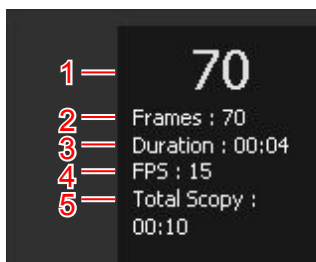 1 70
2 Frames : 70
3 Duration : 00:04
4 FPS : 15
5 Total Scopy :
00:10